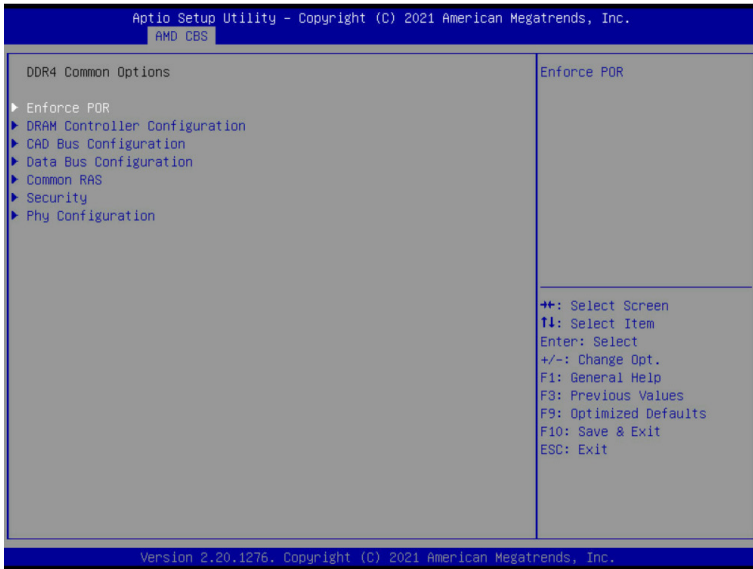 Aptio Setup Utility – Copyright (C) 2021 American Megatrends, Inc.
AMD CBS
DDR4 Common Options
Enforce POR
DRAM Controller Configuration
CAD Bus Configuration
Data Bus Configuration
Common RAS
Security
Phy Configuration
Enforce POR
→←: Select Screen
↑↓: Select Item
Enter: Select
+/-: Change Opt.
F1: General Help
F3: Previous Values
F9: Optimized Defaults
F10: Save & Exit
ESC: Exit
Version 2.20.1276. Copyright (C) 2021 American Megatrends, Inc.